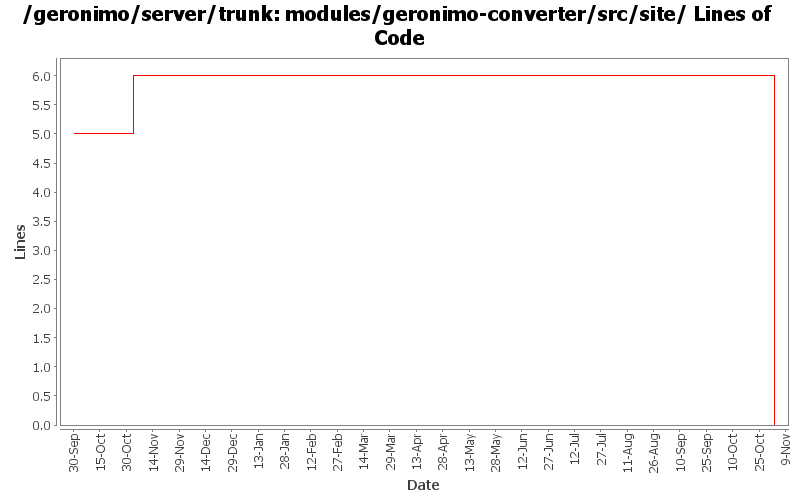 /geronimo/server/trunk: modules/geronimo-converter/src/site/ Lines of
Code
Lines
6.0
5.5
5.0
4.5
4.0
3.5
3.0
2.5
2.0
1.5
1.0
0.5
0.0
30-Sep
15-Oct
30-Oct
14-Nov
29-Nov
14-Dec
29-Dec
13-Jan
28-Jan
12-Feb
27-Feb
14-Mar
29-Mar
13-Apr
28-Apr
13-May
28-May
12-Jun
27-Jun
12-Jul
27-Jul
11-Aug
26-Aug
10-Sep
25-Sep
10-Oct
25-Oct
9-Nov
Date